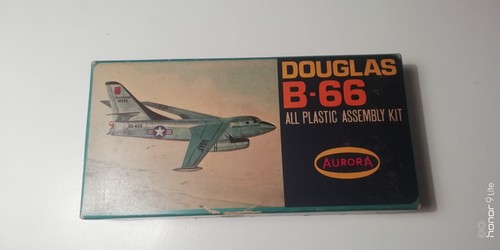 DOUGLAS
B-66
ALL PLASTIC ASSEMBLY KIT
AURORA
honor 9 Lite